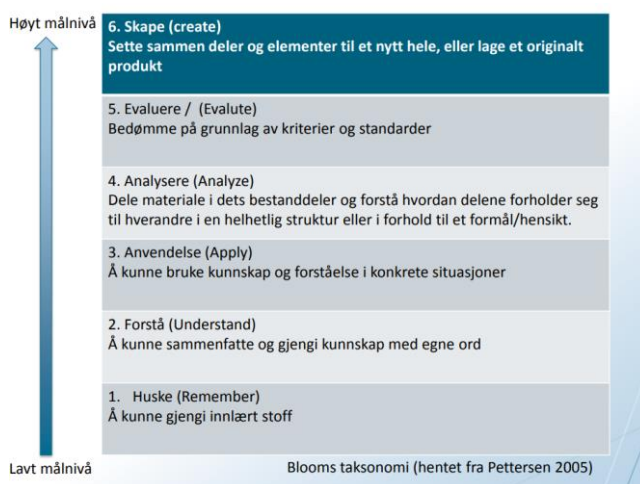 Høyt målnivå
6. Skape (create)
Sette sammen deler og elementer til et nytt hele, eller lage et originalt
produkt
5. Evaluere / (Evalute)
Bedømme på grunnlag av kriterier og standarder
4. Analysere (Analyze)
Dele materiale i dets bestanddeler og forstå hvordan delene forholder seg
til hverandre i en helhetlig struktur eller i forhold til et formål/hensikt.
3. Anvendelse (Apply)
Å kunne bruke kunnskap og forståelse i konkrete situasjoner
2. Forstå (Understand)
Å kunne sammenfatte og gjengi kunnskap med egne ord
1. Huske (Remember)
Å kunne gjengi innlært stoff
Lavt målnivå
Blooms taksonomi (hentet fra Pettersen 2005)